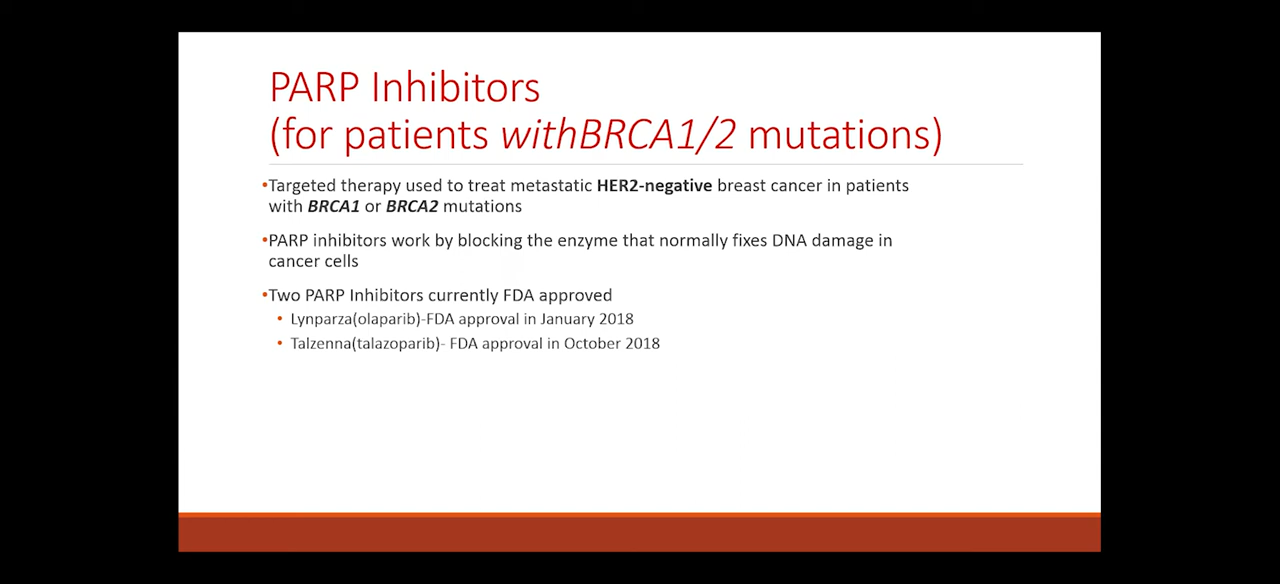 PARP Inhibitors
(for patients withBRCA1/2 mutations)
•Targeted therapy used to treat metastatic HER2-negative breast cancer in patients
with BRCA1 or BRCA2 mutations
•PARP inhibitors work by blocking the enzyme that normally fixes DNA damage in
cancer cells
•Two PARP Inhibitors currently FDA approved
• Lynparza(olaparib)-FDA approval in January 2018
• Talzenna(talazoparib)- FDA approval in October 2018